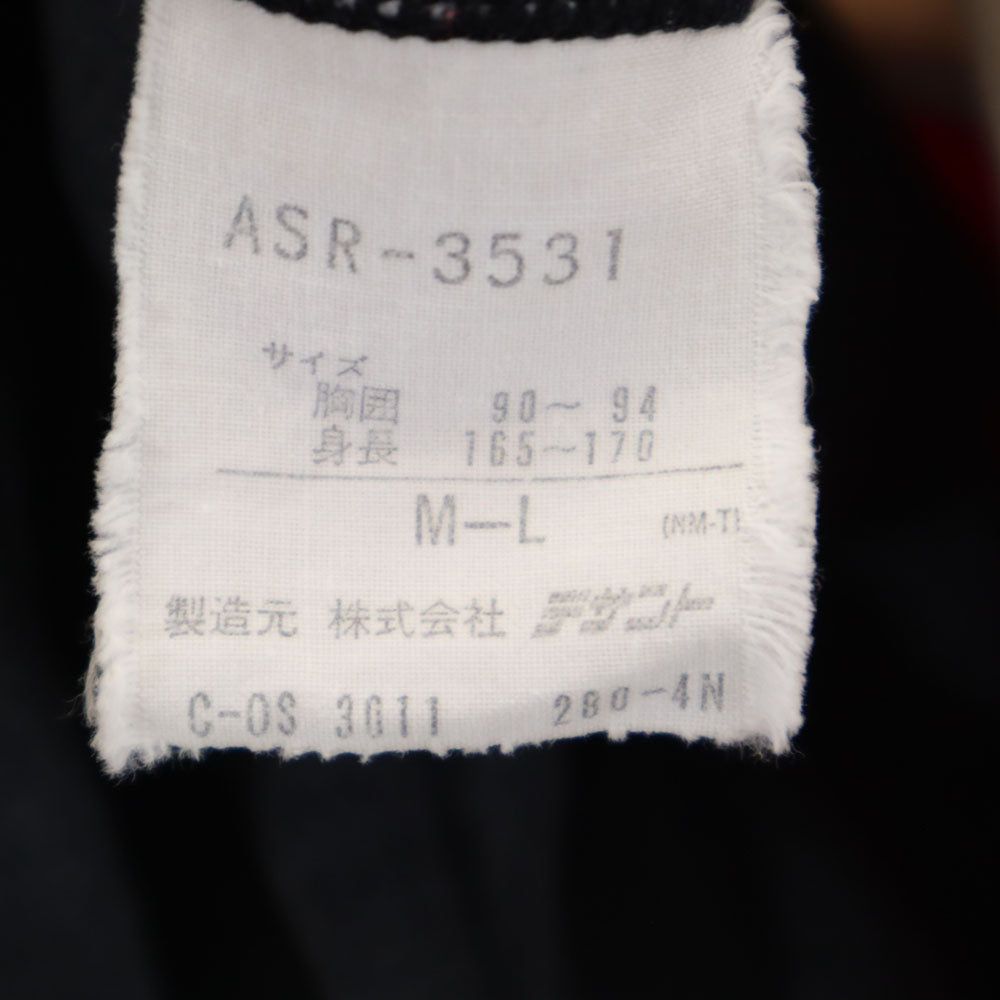 ASR-3531
サイズ
胸囲 90～ 94
身長 165～170
M—L (NM-T)
製造元 株式会社 デサント
C-OS 3611 280-4N